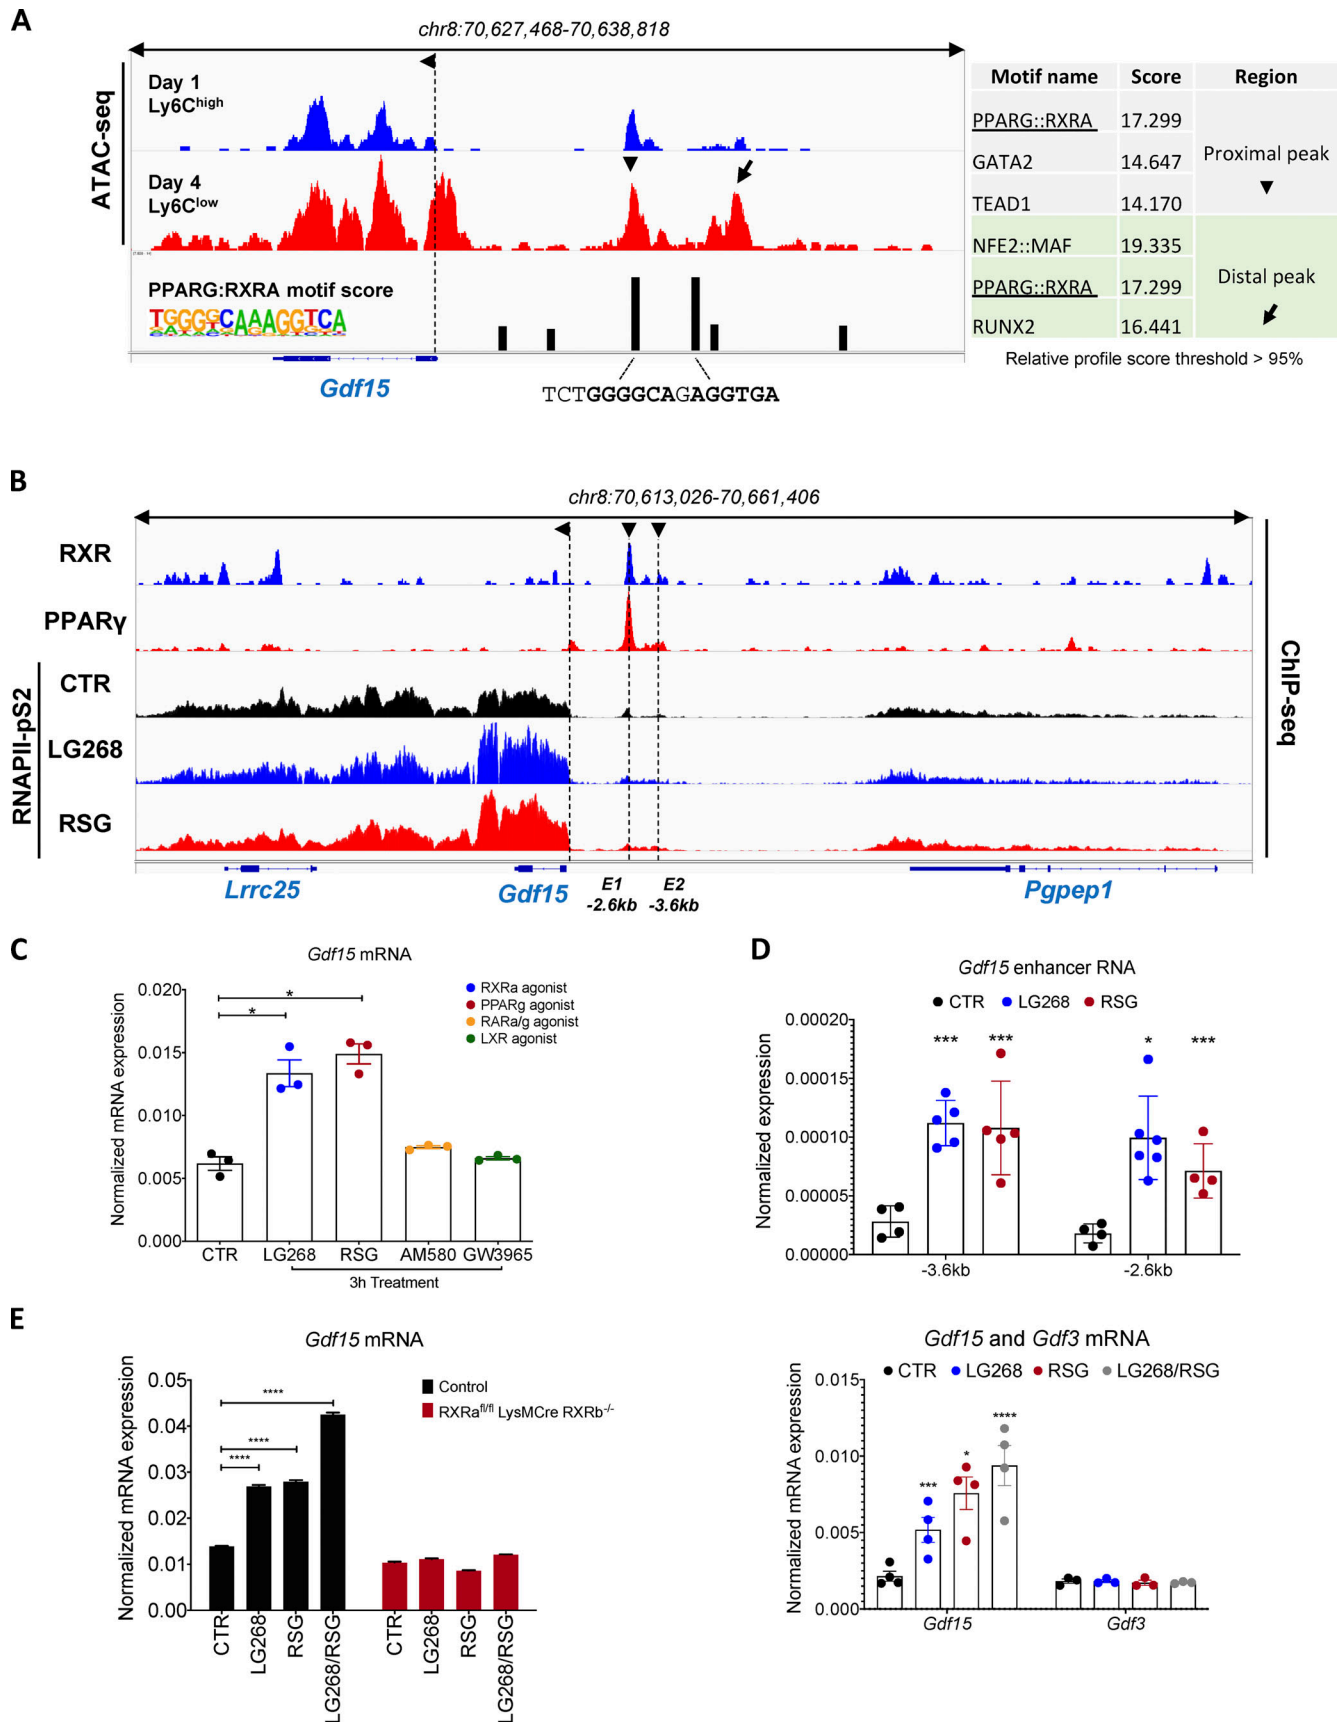 A
chr8:70,627,468-70,638,818
ATAC-seq
Day 1
Ly6Chigh
Day 4
Ly6Clow
PPARG:RXRA motif score
TGGGGCAAAGGTCA
Gdf15
TCTGGGGCAGAGGTGA
Motif name Score Region
PPARG::RXRA 17.299
GATA2 14.647
TEAD1 14.170
Proximal peak
NFE2::MAF 19.335
PPARG::RXRA 17.299
RUNX2 16.441
Distal peak
Relative profile score threshold > 95%
B
chr8:70,613,026-70,661,406
RXR
PPARγ
CTR
LG268
RSG
RNAPII-pS2
ChIP-seq
Lrrc25
Gdf15
E1
-2.6kb
E2
-3.6kb
Pgpep1
C
Gdf15 mRNA
Normalized mRNA expression
0.020
0.015
0.010
0.005
0.000
* *
RXRa agonist
PPARg agonist
RARa/g agonist
LXR agonist
CTR LG268 RSG AM580 GW3965
3h Treatment
D
Gdf15 enhancer RNA
CTR LG268 RSG
Normalized expression
0.00020
0.00015
0.00010
0.00005
0.00000
*** *** * ***
-3.6kb -2.6kb
E
Gdf15 mRNA
Normalized mRNA expression
0.05
0.04
0.03
0.02
0.01
0.00
****
****
****
Control
RXRafl/fl LysMCre RXRb-/-
CTR LG268 RSG LG268/RSG CTR LG268 RSG LG268/RSG
Gdf15 and Gdf3 mRNA
CTR LG268 RSG LG268/RSG
Normalized mRNA expression
0.015
0.010
0.005
0.000
*** * ****
Gdf15 Gdf3